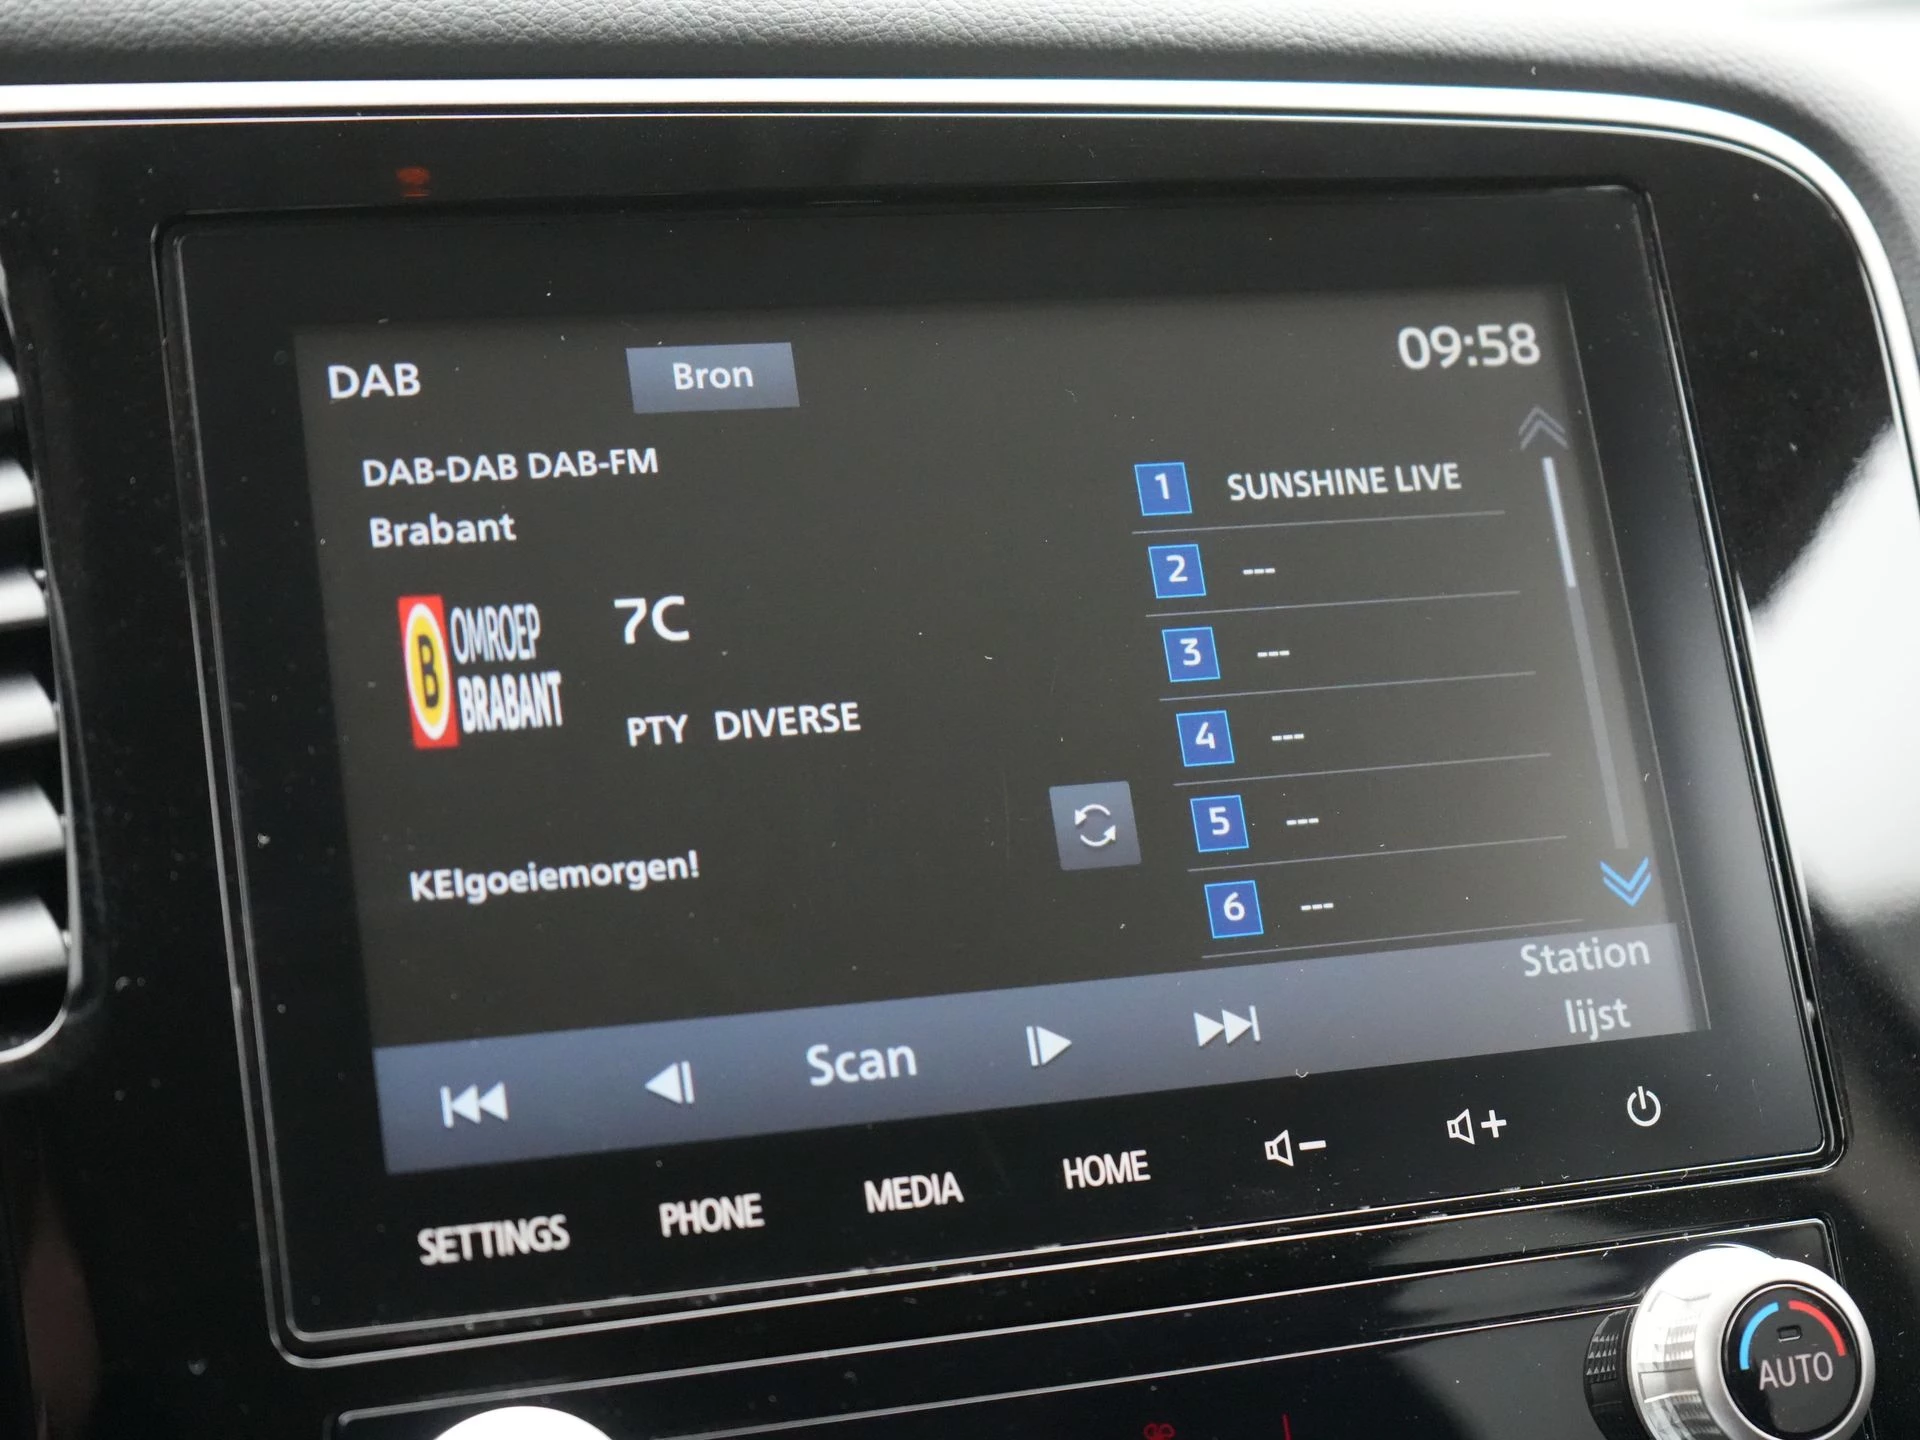 DAB
Bron
09:58
DAB-DAB DAB-FM
Brabant
B
OMROEP
BRABANT
7C
PTY DIVERSE
KEIgoeiemorgen!
1 SUNSHINE LIVE
2 ---
3 ---
4 ---
5 ---
6 ---
Scan
Station
lijst
SETTINGS
PHONE
MEDIA
HOME
AUTO